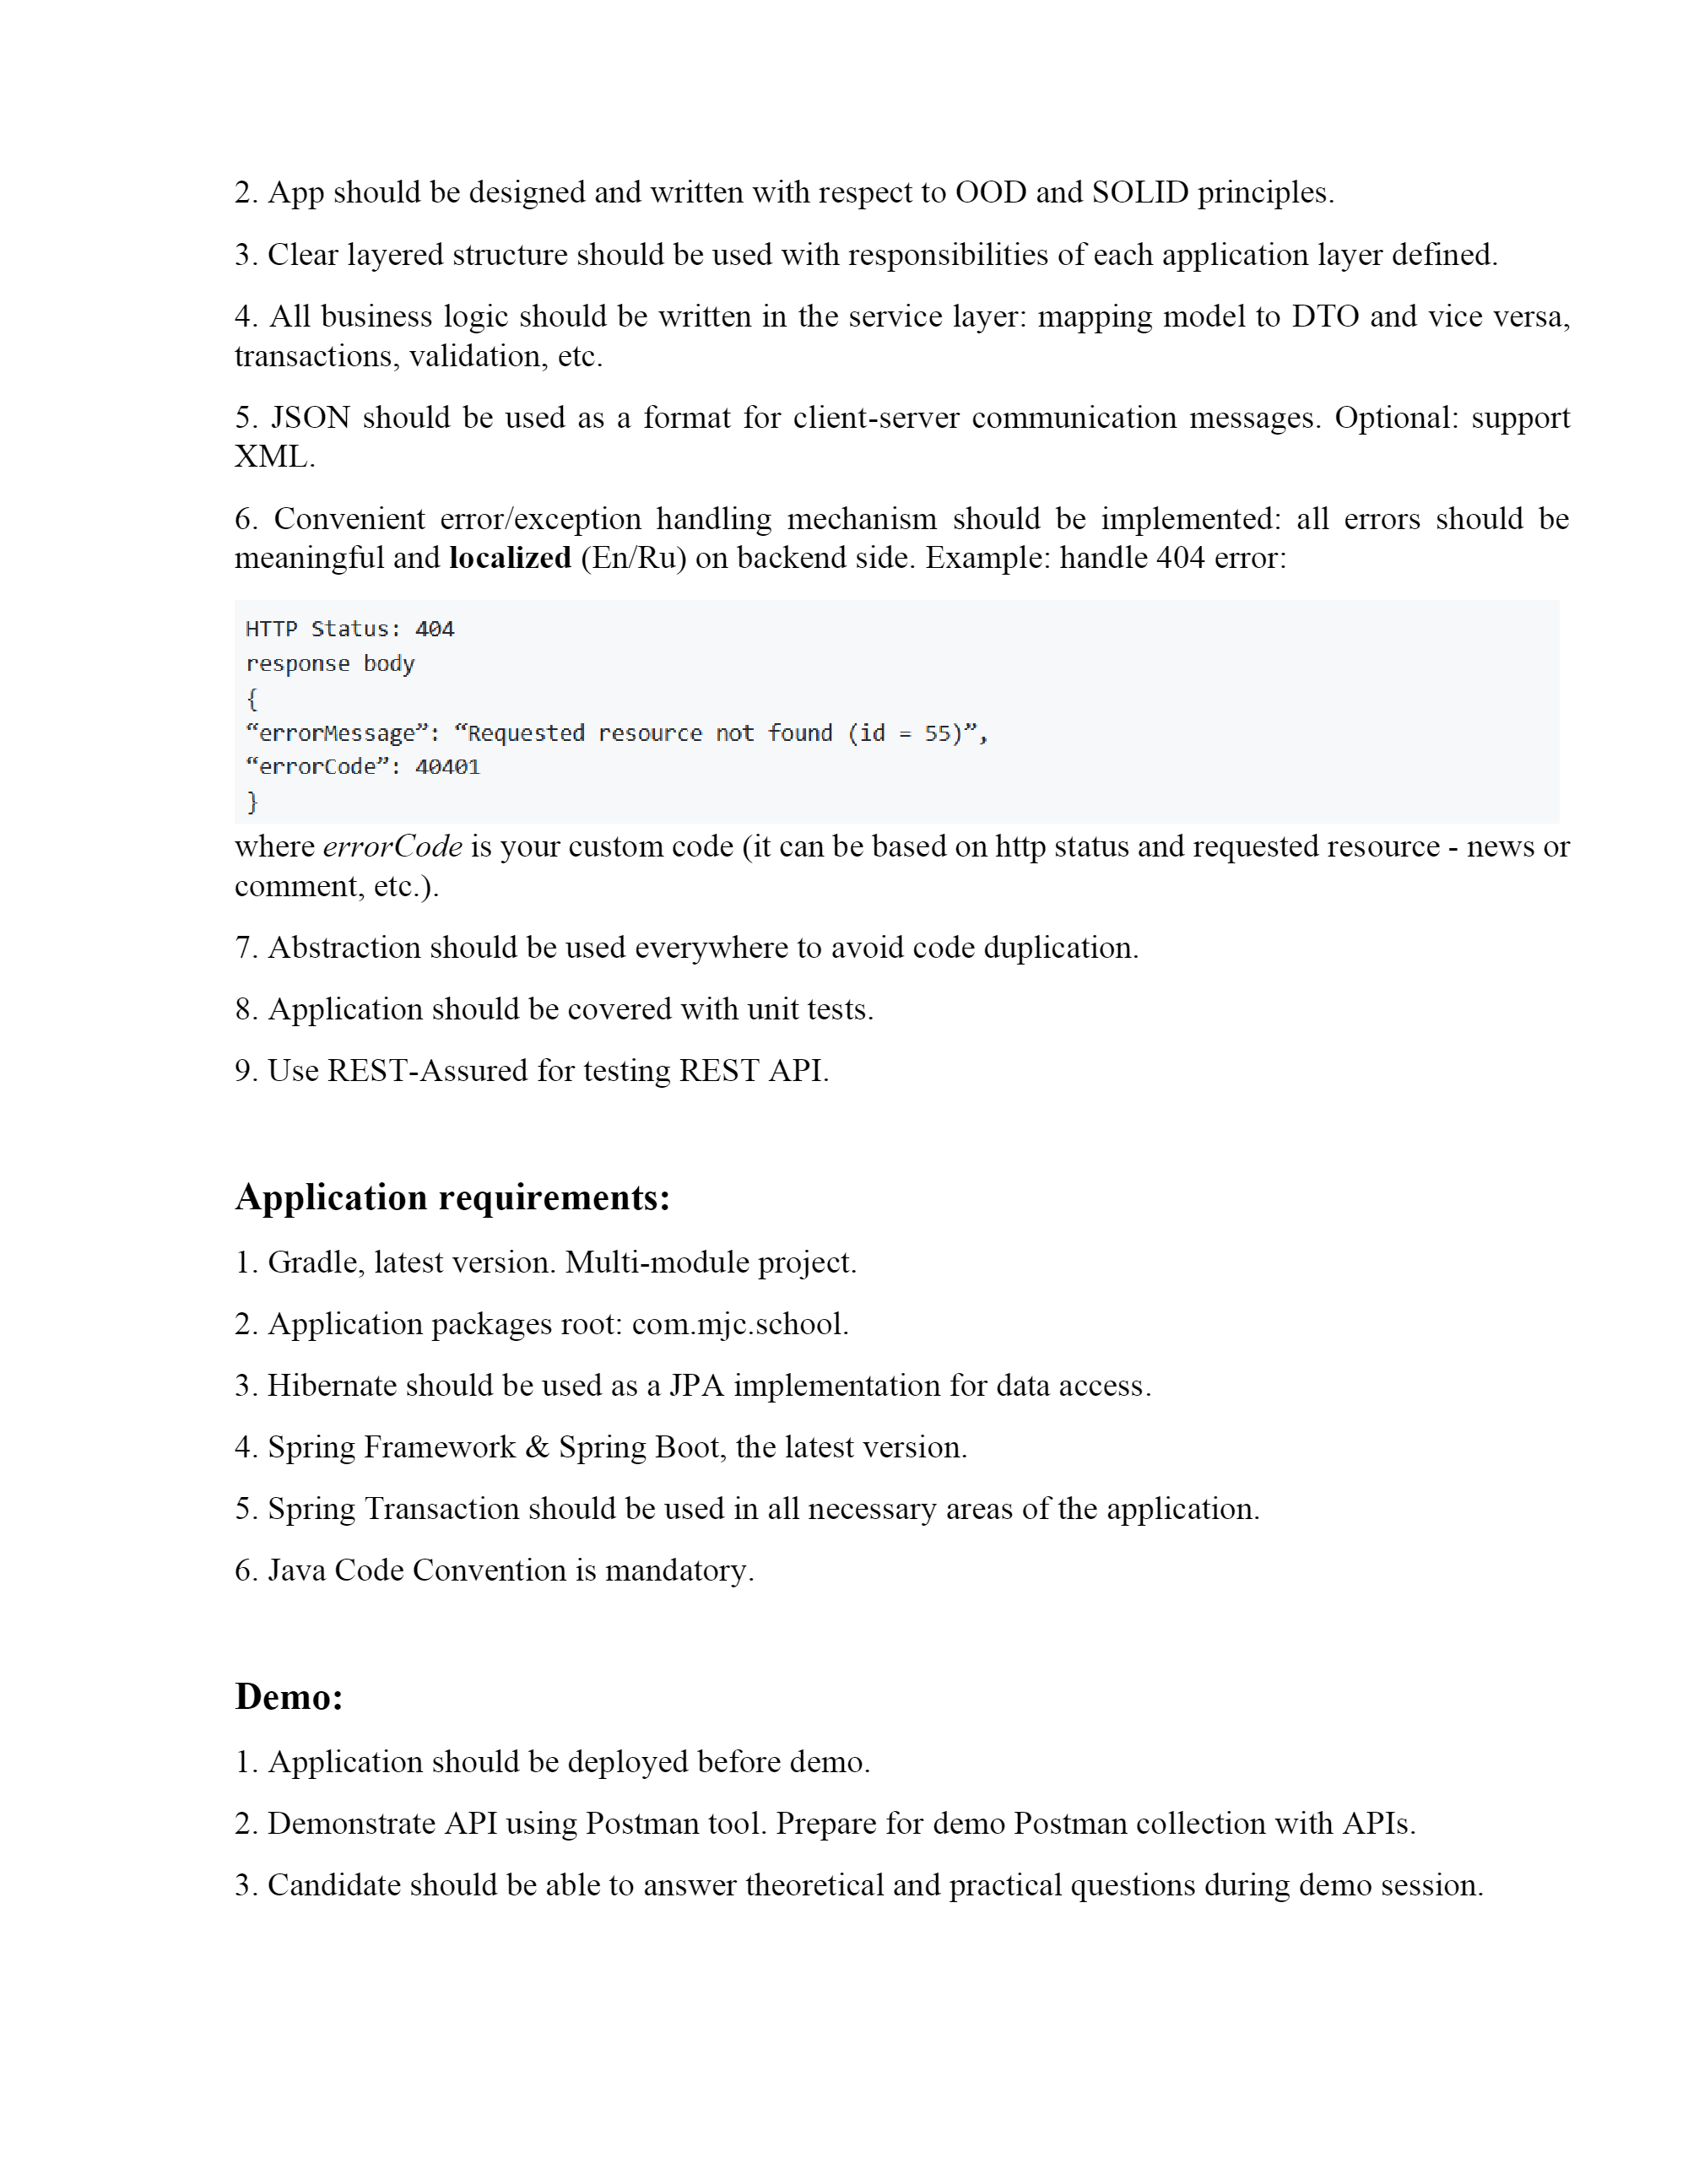 2. App should be designed and written with respect to OOD and SOLID principles.
3. Clear layered structure should be used with responsibilities of each application layer defined.
4. All business logic should be written in the service layer: mapping model to DTO and vice versa,
transactions, validation, etc.
5. JSON should be used as a format for client-server communication messages. Optional: support
XML.
6. Convenient error/exception handling mechanism should be implemented: all errors should be
meaningful and localized (En/Ru) on backend side. Example: handle 404 error:
HTTP Status: 404
response body
{
“errorMessage”: “Requested resource not found (id = 55)”,
“errorCode”: 40401
}
where errorCode is your custom code (it can be based on http status and requested resource - news or
comment, etc.).
7. Abstraction should be used everywhere to avoid code duplication.
8. Application should be covered with unit tests.
9. Use REST-Assured for testing REST API.
Application requirements:
1. Gradle, latest version. Multi-module project.
2. Application packages root: com.mjc.school.
3. Hibernate should be used as a JPA implementation for data access.
4. Spring Framework & Spring Boot, the latest version.
5. Spring Transaction should be used in all necessary areas of the application.
6. Java Code Convention is mandatory.
Demo:
1. Application should be deployed before demo.
2. Demonstrate API using Postman tool. Prepare for demo Postman collection with APIs.
3. Candidate should be able to answer theoretical and practical questions during demo session.